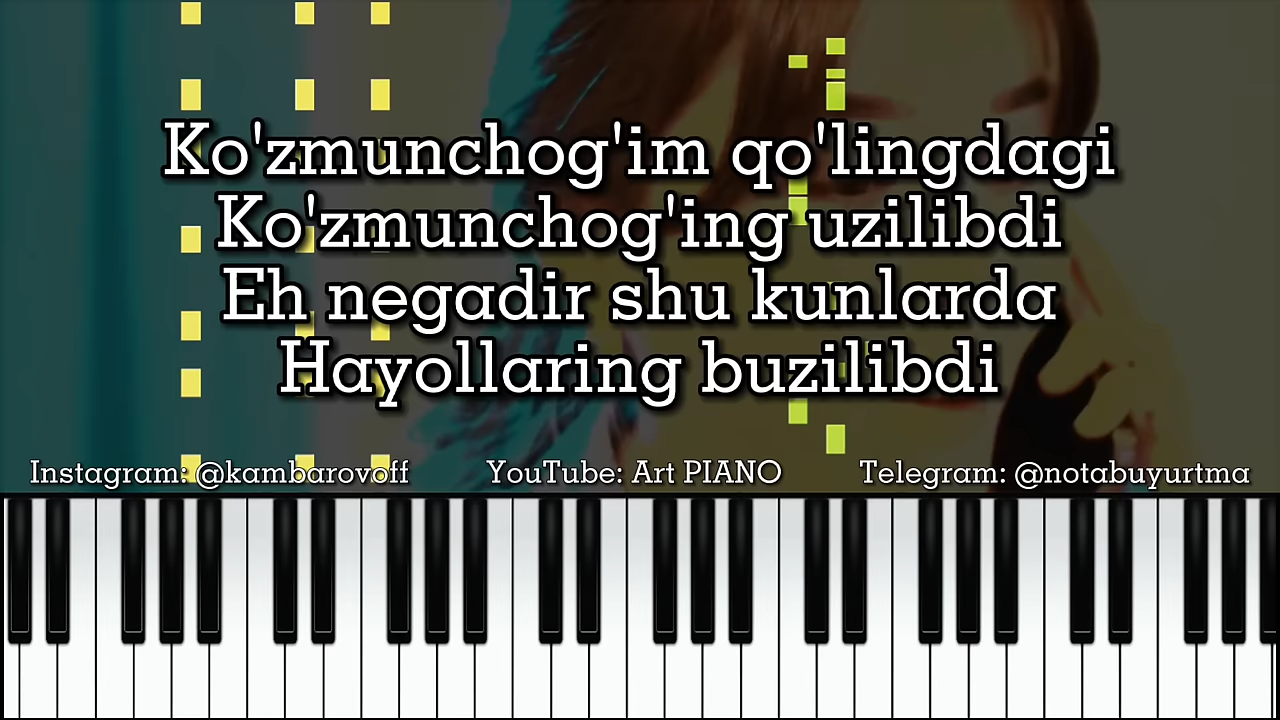 Ko'zmunchog'im qo'lingdagi
Ko'zmunchog'ing uzilibdi
Eh negadir shu kunlarda
Hayollaring buzilibdi
Instagram: @kambarovoff YouTube: Art PIANO Telegram: @notabuyurtma